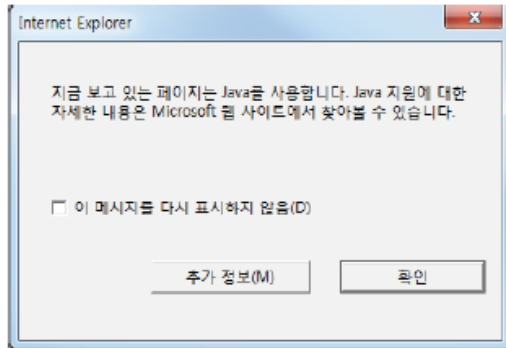 Internet Explorer
지금 보고 있는 페이지는 Java를 사용합니다. Java 지원에 대한
자세한 내용은 Microsoft 웹 사이트에서 찾아볼 수 있습니다.
이 메시지를 다시 표시하지 않음(D)
추가 정보(M)
확인